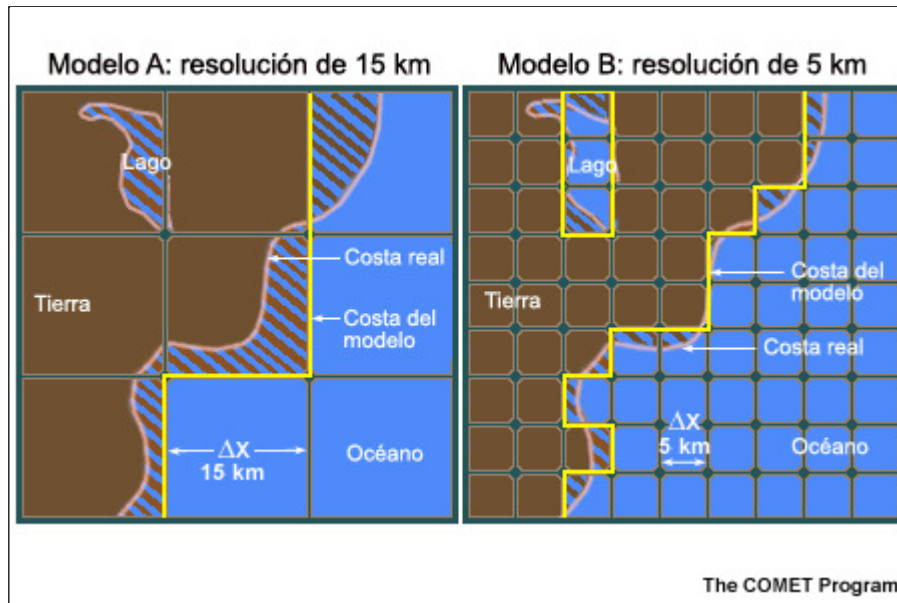 Modelo A: resolución de 15 km
Lago
Costa real
Tierra
Costa del
modelo
ΔX
15 km
Océano
Modelo B: resolución de 5 km
Lago
Costa del
modelo
Tierra
Costa real
ΔX
5 km
Océano
The COMET Program